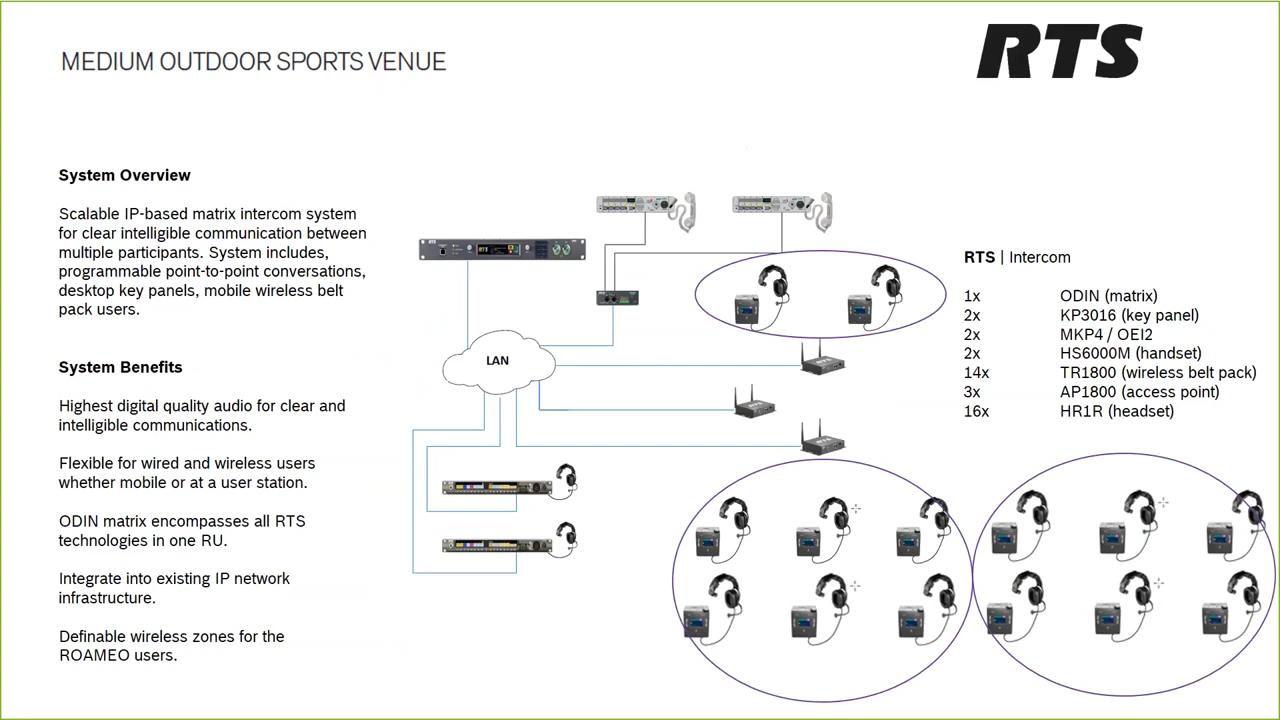 MEDIUM OUTDOOR SPORTS VENUE
RTS
System Overview
Scalable IP-based matrix intercom system
for clear intelligible communication between
multiple participants. System includes,
programmable point-to-point conversations,
desktop key panels, mobile wireless belt
pack users.
System Benefits
Highest digital quality audio for clear and
intelligible communications.
Flexible for wired and wireless users
whether mobile or at a user station.
ODIN matrix encompasses all RTS
technologies in one RU.
Integrate into existing IP network
infrastructure.
Definable wireless zones for the
ROAMEO users.
RTS
RTS
LAN
RTS | Intercom
1x ODIN (matrix)
2x KP3016 (key panel)
2x MKP4 / OEI2
2x HS6000M (handset)
14x TR1800 (wireless belt pack)
3x AP1800 (access point)
16x HR1R (headset)